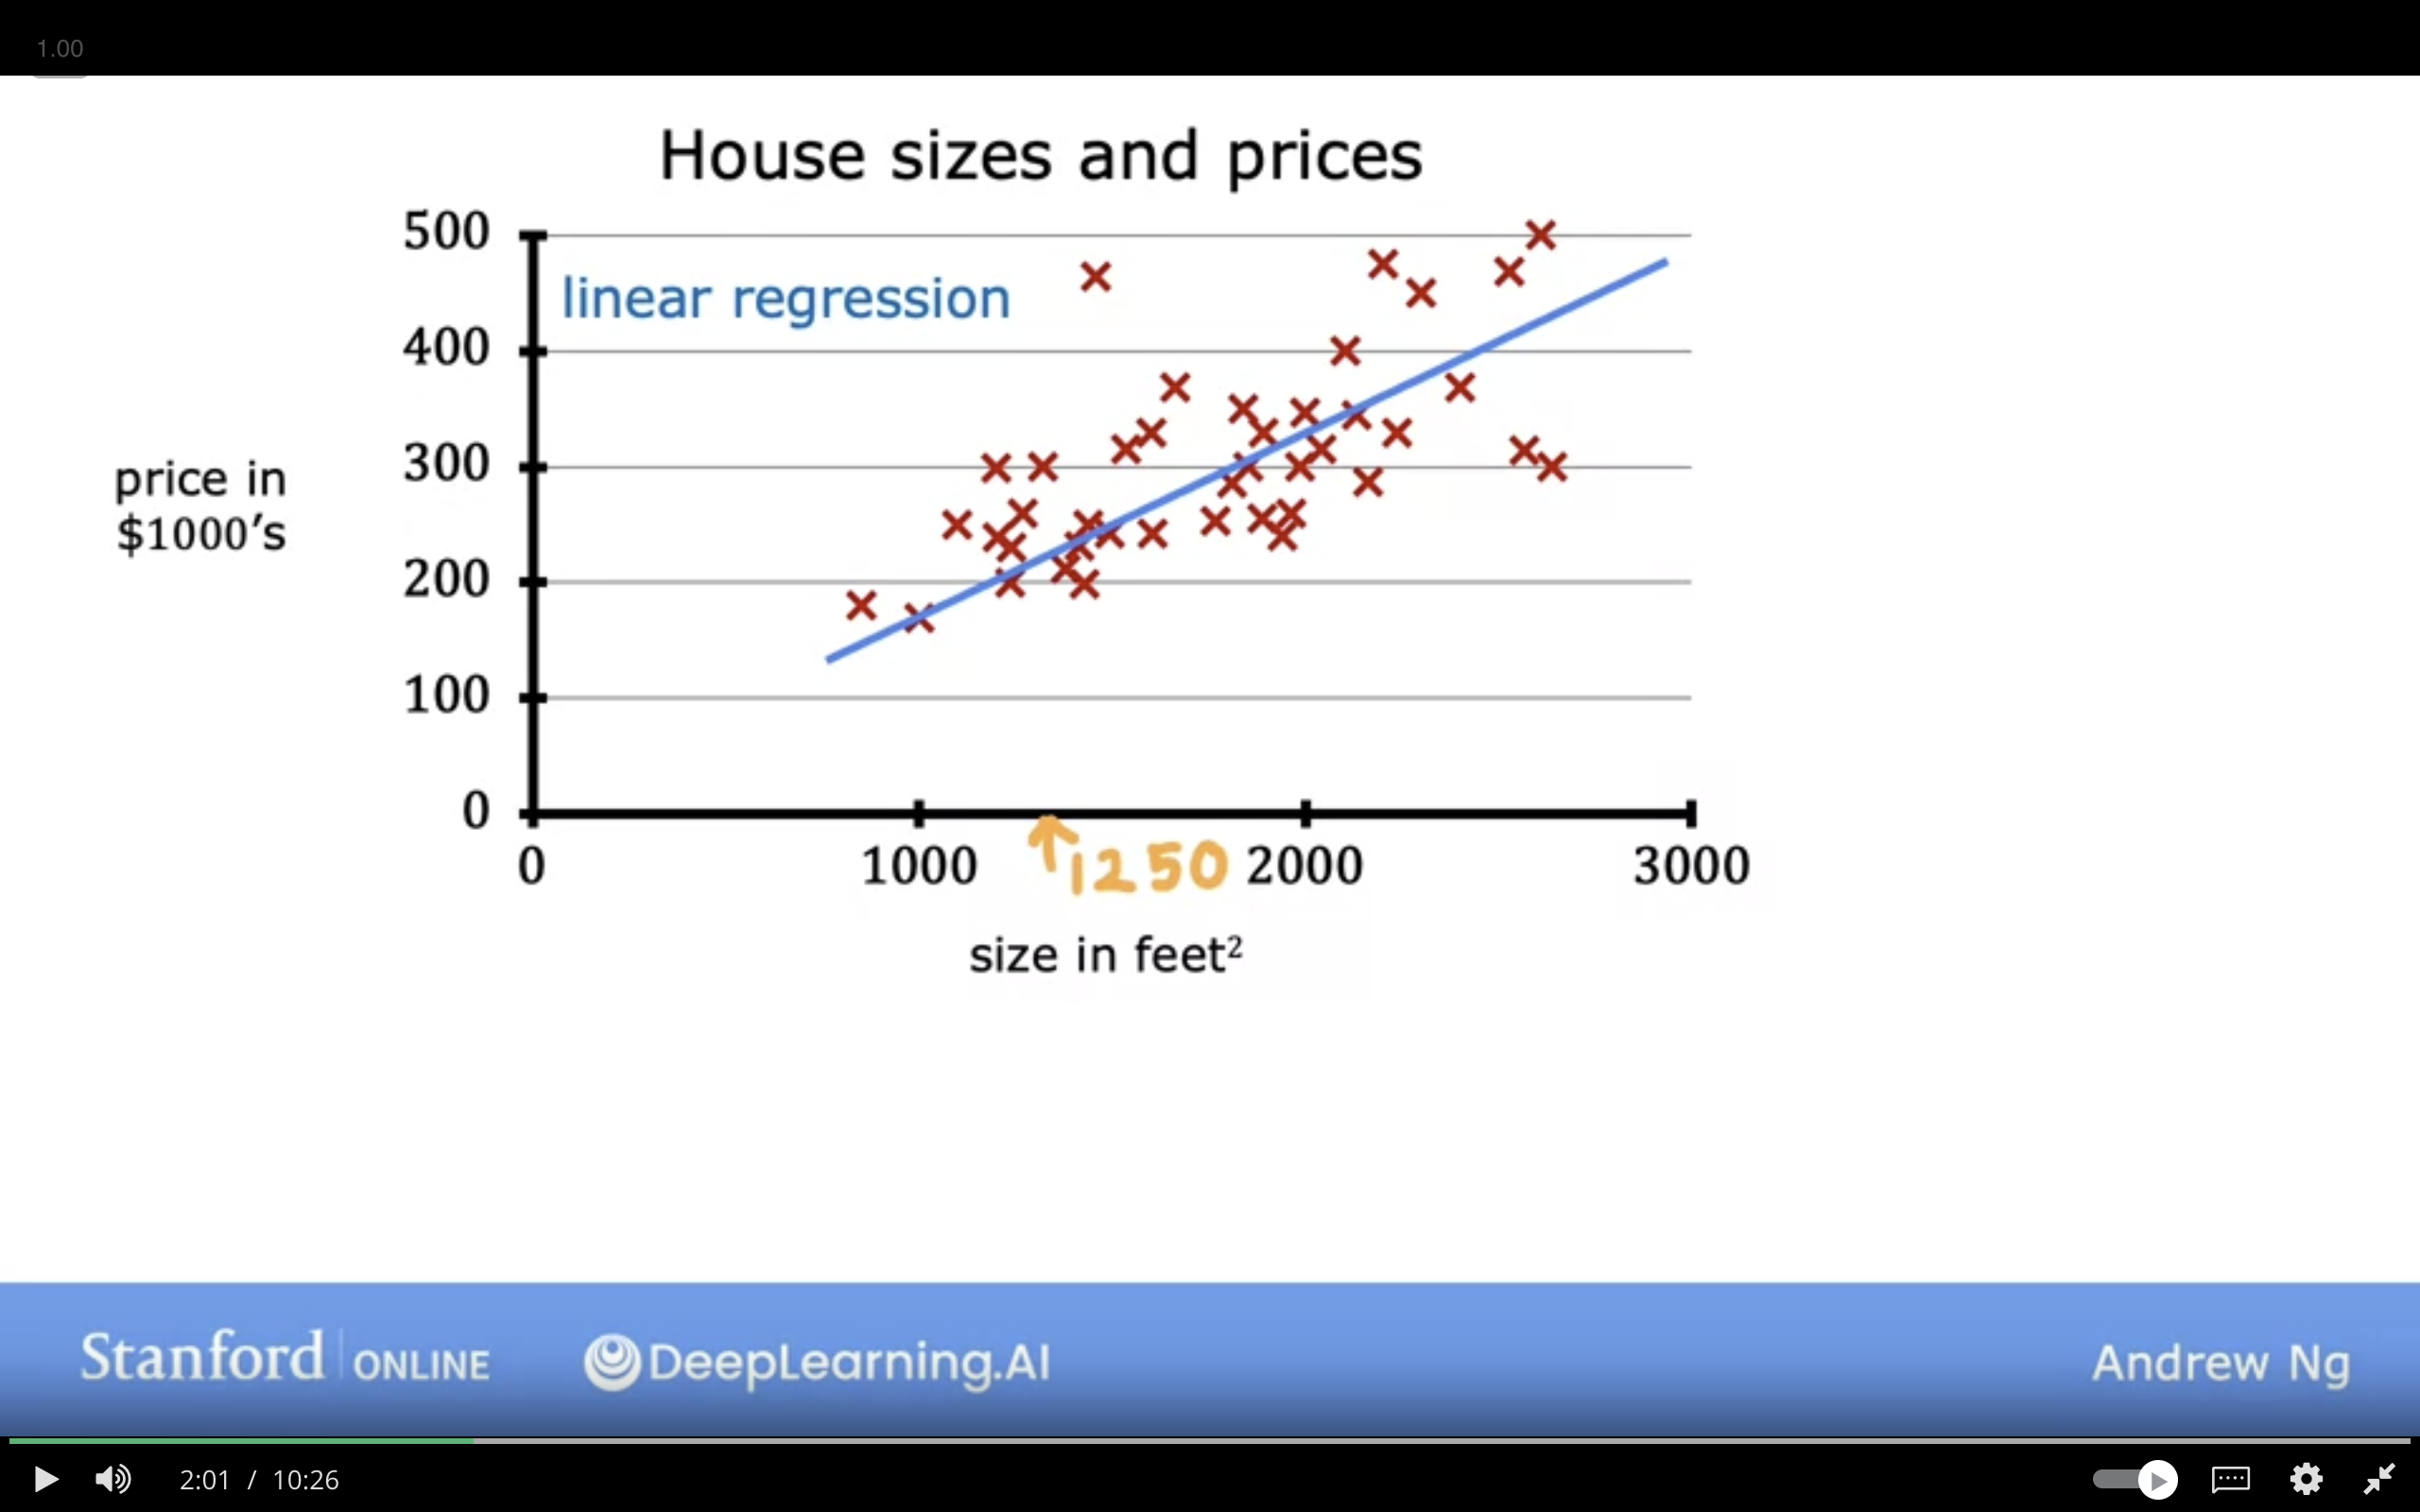 1.00
House sizes and prices
500
linear regression
400
price in
$1000’s
300
200
100
0
0 1000 1250 2000 3000
size in feet²
Stanford ONLINE DeepLearning.AI Andrew Ng
2:01 / 10:26